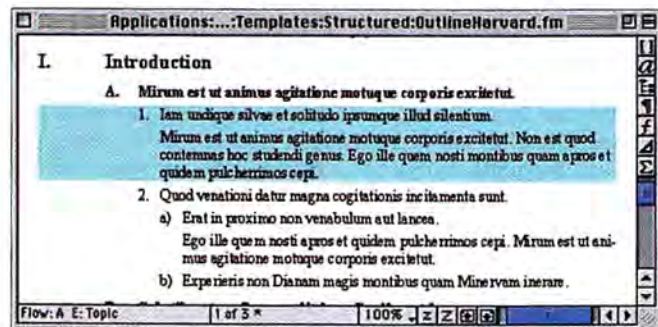 Applications:...:Templates:Structured:OutlineHarvard.fm
I. Introduction
A. Mirum est ut animus agitatione motuque corporis excitetut.
1. Iam undique silvae et solitudo ipsumque illud silentium.
Mirum est ut animus agitatione motuque corporis excitetut. Non est quod
contemnas hoc studendi genus. Ego ille quem nosti montibus quam apros et
quidem pulcherrimos cepi.
2. Quod venationi datur magna cogitationis incitamenta sunt.
a) Erat in proximo non venabulum aut lancea.
Ego ille quem nosti apros et quidem pulcherrimos cepi. Mirum est ut ani-
mus agitatione motuque corporis excitetut.
b) Experieris non Dianam magis montibus quam Minervam inerare.
Flow: A E: Topic 1 of 3 * 100% z Z